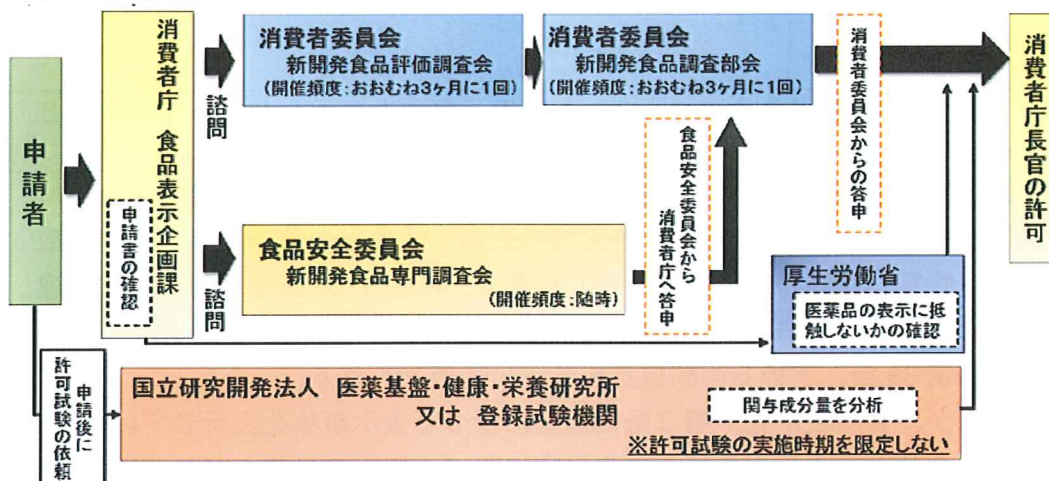 申請者
消費者庁 食品表示企画課
申請書の確認
諮問
消費者委員会
新開発食品評価調査会
(開催頻度:おおむね3ヶ月に1回)
消費者委員会
新開発食品調査部会
(開催頻度:おおむね3ヶ月に1回)
消費者委員会からの答申
消費者庁長官の許可
諮問
食品安全委員会
新開発食品専門調査会
(開催頻度:随時)
食品安全委員会から
消費者庁へ答申
厚生労働省
医薬品の表示に抵
触しないかの確認
申請後に
許可試験の依頼
国立研究開発法人 医薬基盤・健康・栄養研究所
又は 登録試験機関
関与成分量を分析
※許可試験の実施時期を限定しない